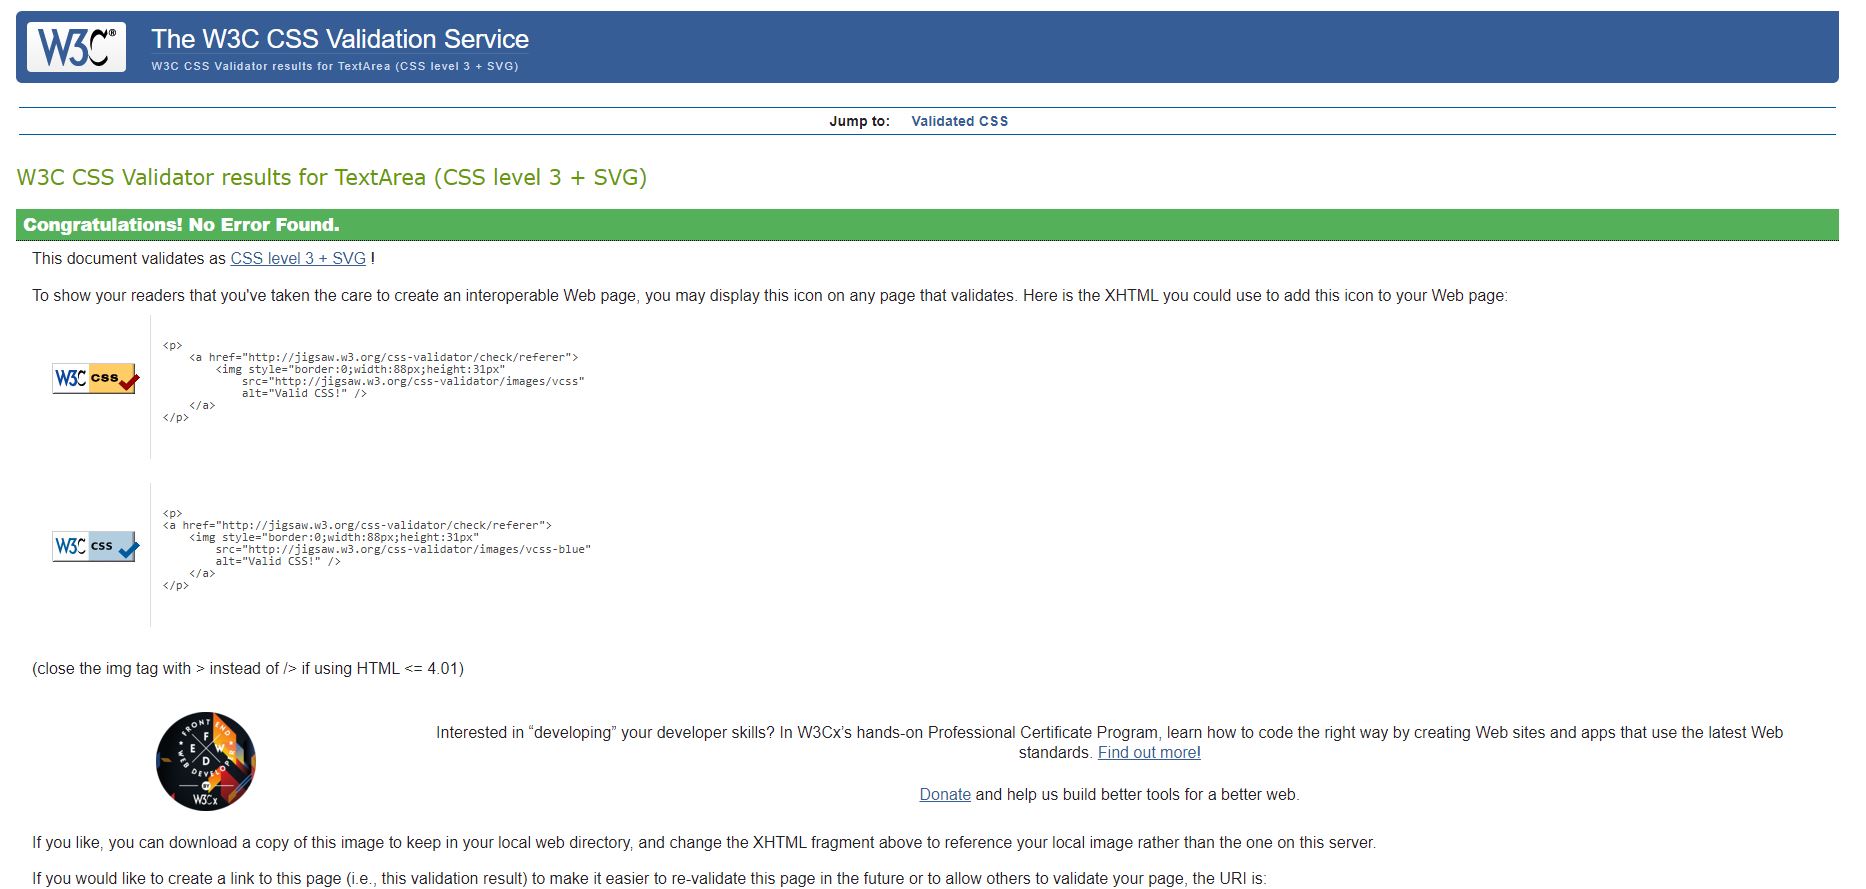 W3C®
The W3C CSS Validation Service
W3C CSS Validator results for TextArea (CSS level 3 + SVG)
Jump to: Validated CSS
W3C CSS Validator results for TextArea (CSS level 3 + SVG)
Congratulations! No Error Found.
This document validates as CSS level 3 + SVG !
To show your readers that you've taken the care to create an interoperable Web page, you may display this icon on any page that validates. Here is the XHTML you could use to add this icon to your Web page:
W3C css
<p>
    <a href="http://jigsaw.w3.org/css-validator/check/referer">
        <img style="border:0;width:88px;height:31px"
            src="http://jigsaw.w3.org/css-validator/images/vcss"
            alt="Valid CSS!" />
    </a>
</p>
W3C css
<p>
<a href="http://jigsaw.w3.org/css-validator/check/referer">
    <img style="border:0;width:88px;height:31px"
        src="http://jigsaw.w3.org/css-validator/images/vcss-blue"
        alt="Valid CSS!" />
    </a>
</p>
(close the img tag with > instead of /> if using HTML <= 4.01)
FRONT END
F
E W
D
WEB DEVELOPER
BY
W3Cx
Interested in “developing” your developer skills? In W3Cx’s hands-on Professional Certificate Program, learn how to code the right way by creating Web sites and apps that use the latest Web
standards. Find out more!
Donate and help us build better tools for a better web.
If you like, you can download a copy of this image to keep in your local web directory, and change the XHTML fragment above to reference your local image rather than the one on this server.
If you would like to create a link to this page (i.e., this validation result) to make it easier to re-validate this page in the future or to allow others to validate your page, the URI is: